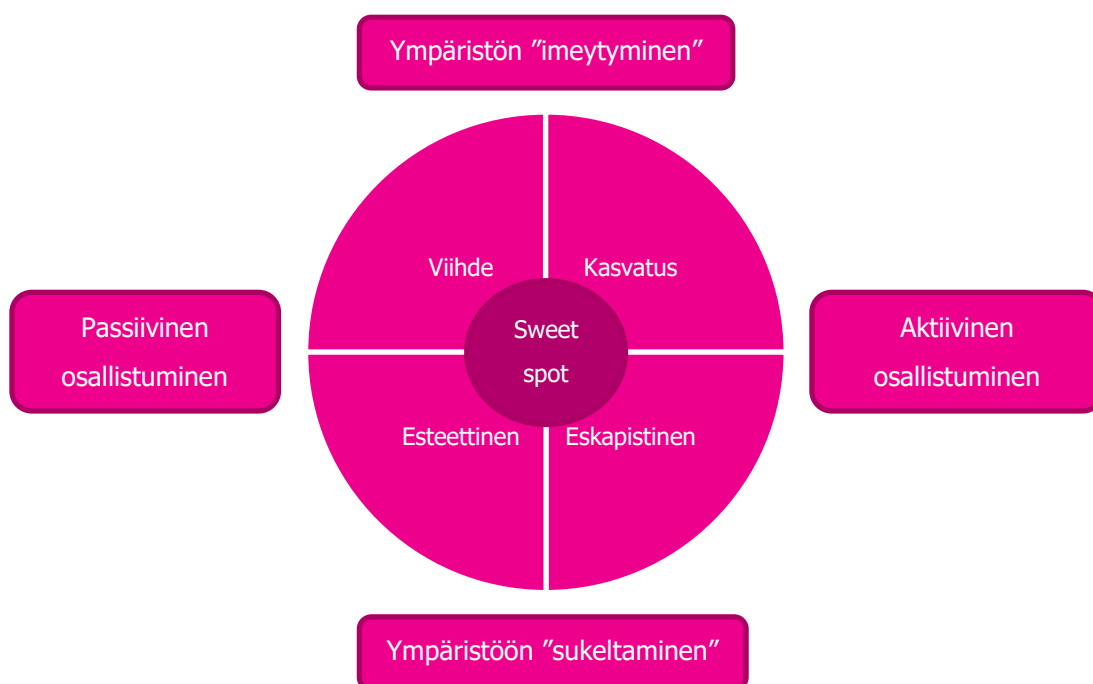 Ympäristön ”imeytyminen”
Viihde
Kasvatus
Passiivinen
osallistuminen
Sweet
spot
Aktiivinen
osallistuminen
Esteettinen
Eskapistinen
Ympäristöön ”sukeltaminen”